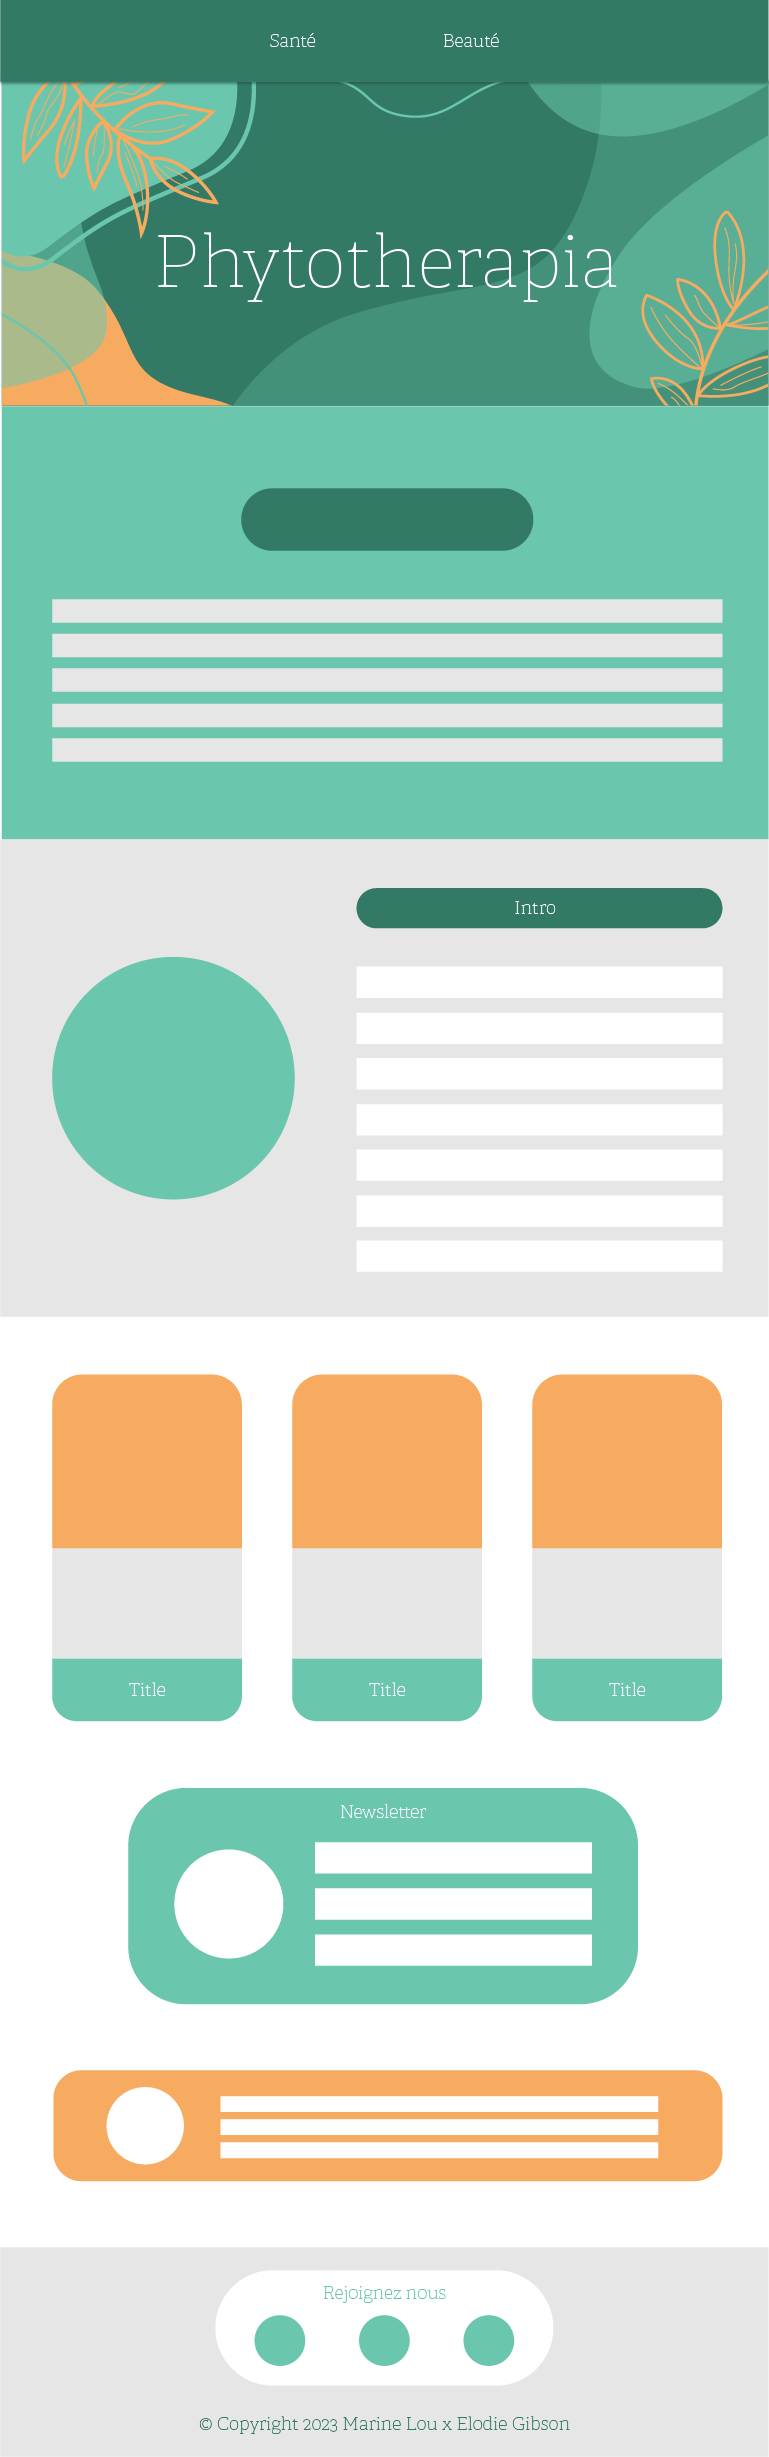 Santé
Beauté
Phytotherapia
Intro
Title
Title
Title
Newsletter
Rejoignez nous
© Copyright 2023 Marine Lou x Elodie Gibson